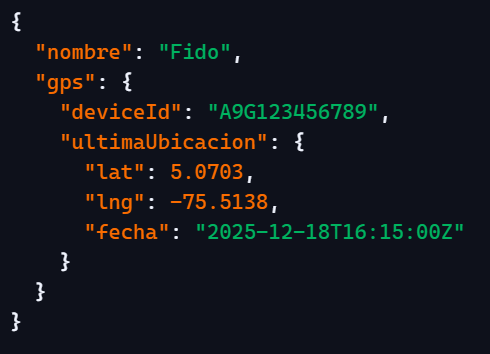 {
  "nombre": "Fido",
  "gps": {
    "deviceId": "A9G123456789",
    "ultimaUbicacion": {
      "lat": 5.0703,
      "lng": -75.5138,
      "fecha": "2025-12-18T16:15:00Z"
    }
  }
}